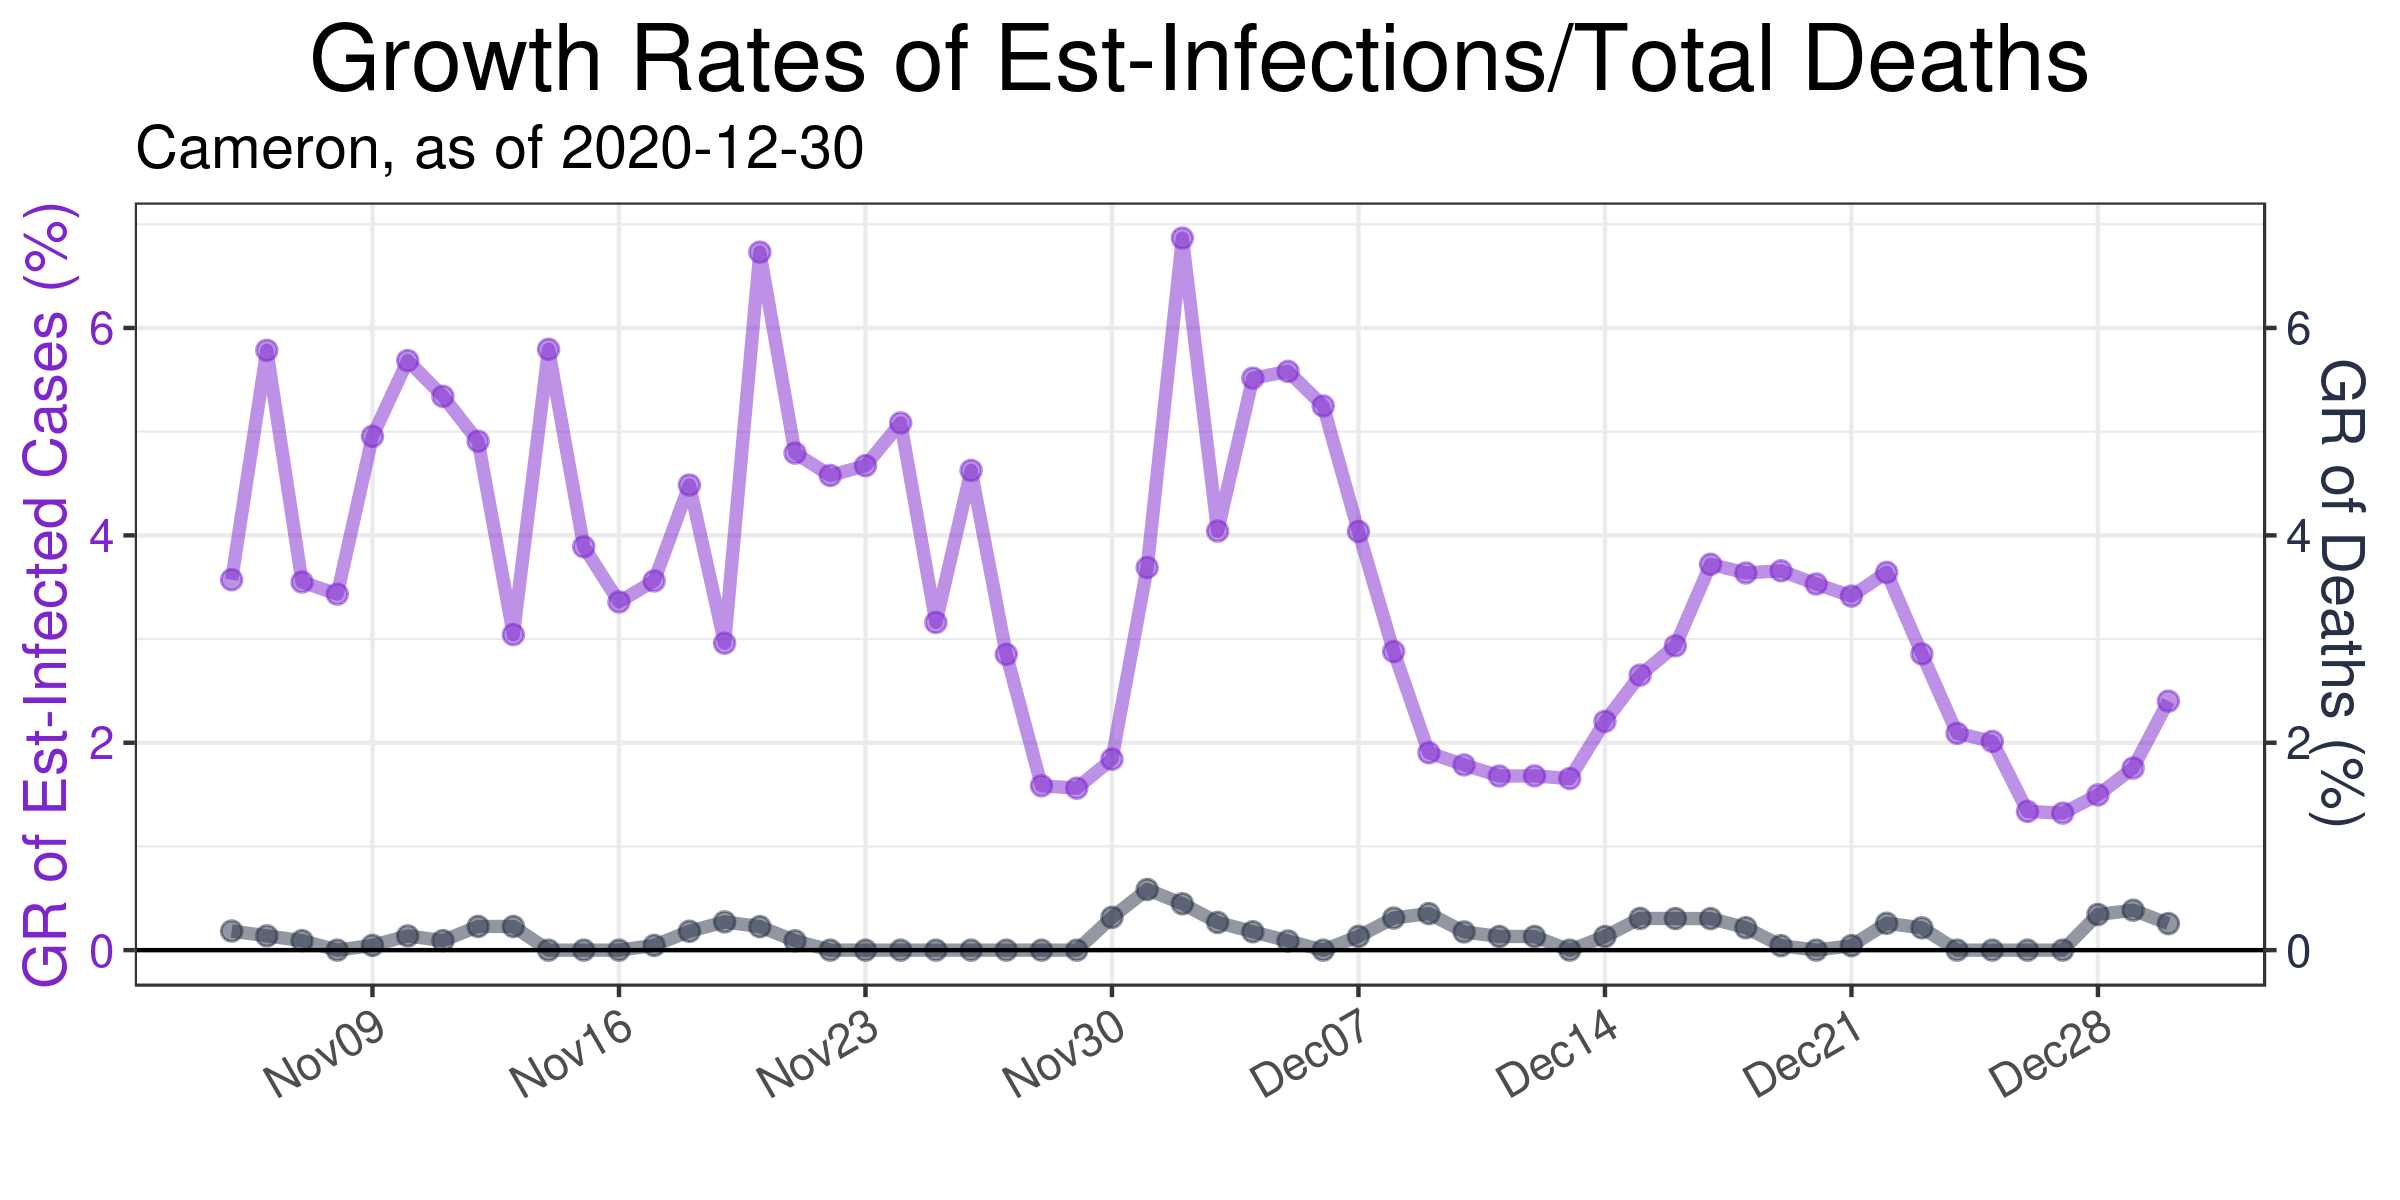 Growth Rates of Est-Infections/Total Deaths
Cameron, as of 2020-12-30
GR of Est-Infected Cases (%)
6
4
2
0
6
4
2
0
GR of Deaths (%)
Nov09
Nov16
Nov23
Nov30
Dec07
Dec14
Dec21
Dec28